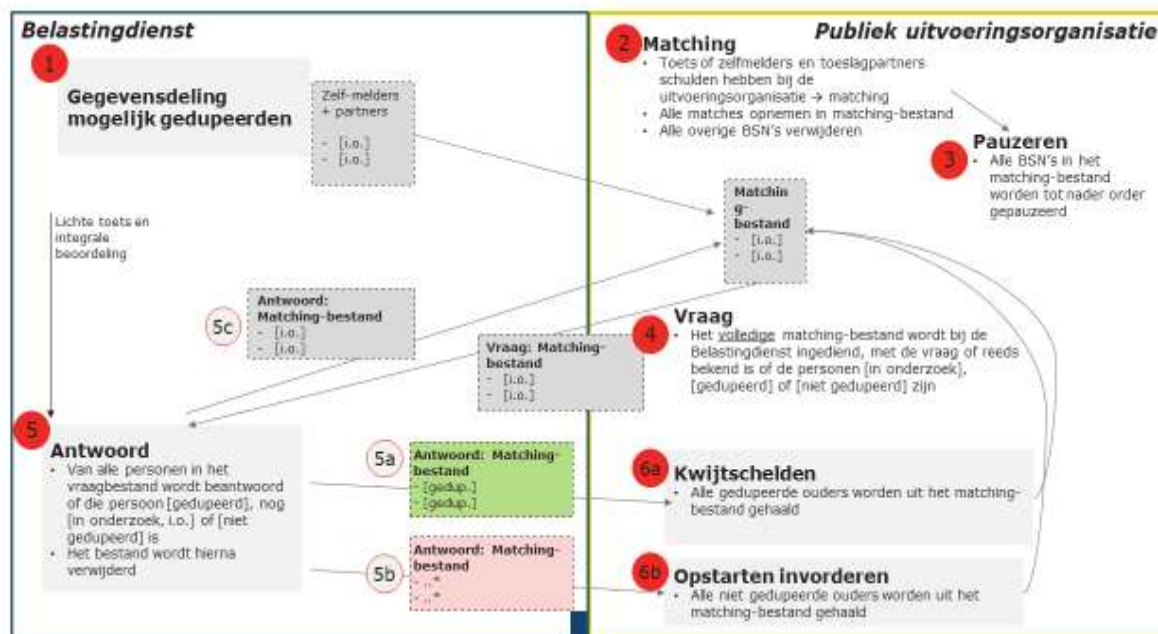 Belastingdienst
1
Gegevensdeling
mogelijk gedupeerden
Zelf-melders
+ partners
- [i.o.]
- [i.o.]
Lichte toets en
integrale
beoordeling
Publiek uitvoeringsorganisatie
2
Matching
• Toets of zelfmelders en toeslagpartners
schulden hebben bij de
uitvoeringsorganisatie → matching
• Alle matches opnemen in matching-bestand
• Alle overige BSN's verwijderen
3
Pauzeren
• Alle BSN's in het
matching-bestand
worden tot nader order
gepauzeerd
Matchin
g-
bestand
- [i.o.]
- [i.o.]
5c
Antwoord:
Matching-bestand
- [i.o.]
- [i.o.]
Vraag: Matching-
bestand
- [i.o.]
- [i.o.]
4
Vraag
• Het volledige matching-bestand wordt bij de
Belastingdienst ingediend, met de vraag of reeds
bekend is of de personen [in onderzoek],
[gedupeerd] of [niet gedupeerd] zijn
5
Antwoord
• Van alle personen in het
vraagbestand wordt beantwoord
of die persoon [gedupeerd], nog
[in onderzoek, i.o.] of [niet
gedupeerd] is
• Het bestand wordt hierna
verwijderd
5a
Antwoord: Matching-
bestand
- [gedup.]
- [gedup.]
5b
Antwoord: Matching-
bestand
- ..*
- ..*
6a
Kwijtschelden
• Alle gedupeerde ouders worden uit het matching-
bestand gehaald
6b
Opstarten invorderen
• Alle niet gedupeerde ouders worden uit het
matching-bestand gehaald